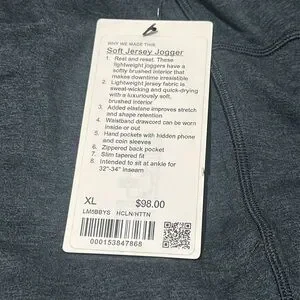 WHY WE MADE THIS
Soft Jersey Jogger
1. Rest and reset. These
lightweight joggers have a
softly brushed interior that
makes downtime irresistible
2. Lightweight jersey fabric is
sweat-wicking and quick-drying
with a luxuriously soft,
brushed interior
3. Added elastane improves stretch
and shape retention
4. Waistband drawcord can be worn
inside or out
5. Hand pockets with hidden phone
and coin sleeves
6. Zippered back pocket
7. Slim tapered fit
8. Intended to sit at ankle for
32"-34" inseam
XL $98.00
LM5BBYS HCLN/HTTN
000153847868